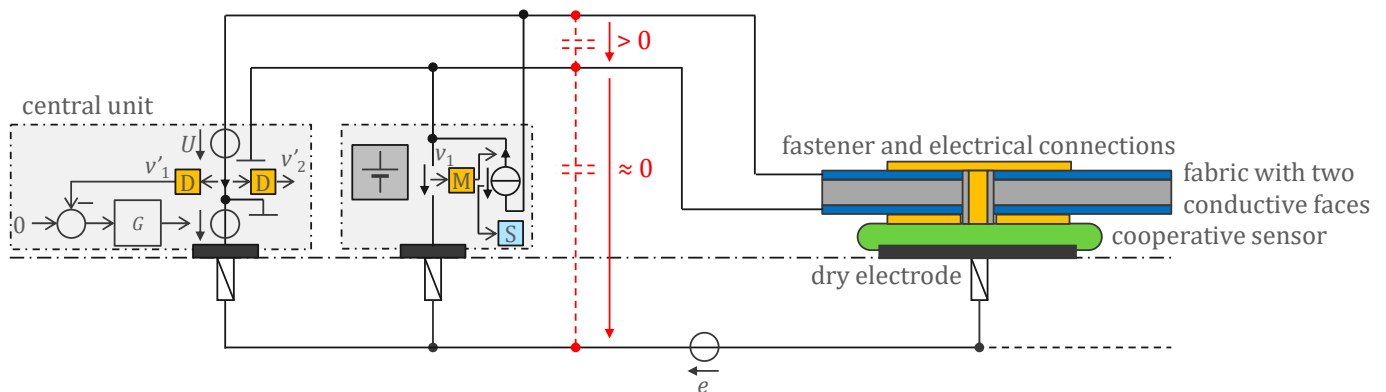 > 0
central unit
U
v'₁
v'₂
D
D
0
G
v₁
M
S
≈ 0
fastener and electrical connections
fabric with two
conductive faces
cooperative sensor
dry electrode
e